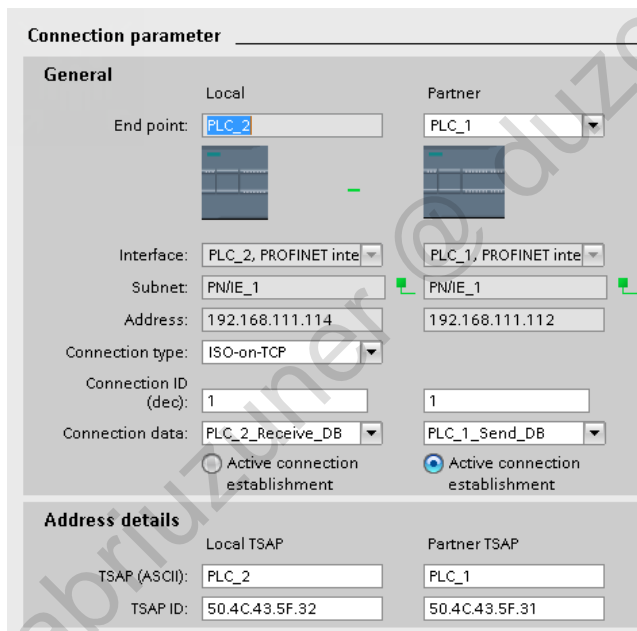 Connection parameter
General
Local Partner
End point: PLC_2 PLC_1
Interface: PLC_2, PROFINET inte PLC_1, PROFINET inte
Subnet: PN/IE_1 PN/IE_1
Address: 192.168.111.114 192.168.111.112
Connection type: ISO-on-TCP
Connection ID
(dec): 1 1
Connection data: PLC_2_Receive_DB PLC_1_Send_DB
Active connection Active connection
establishment establishment
Address details
Local TSAP Partner TSAP
TSAP (ASCII): PLC_2 PLC_1
TSAP ID: 50.4C.43.5F.32 50.4C.43.5F.31